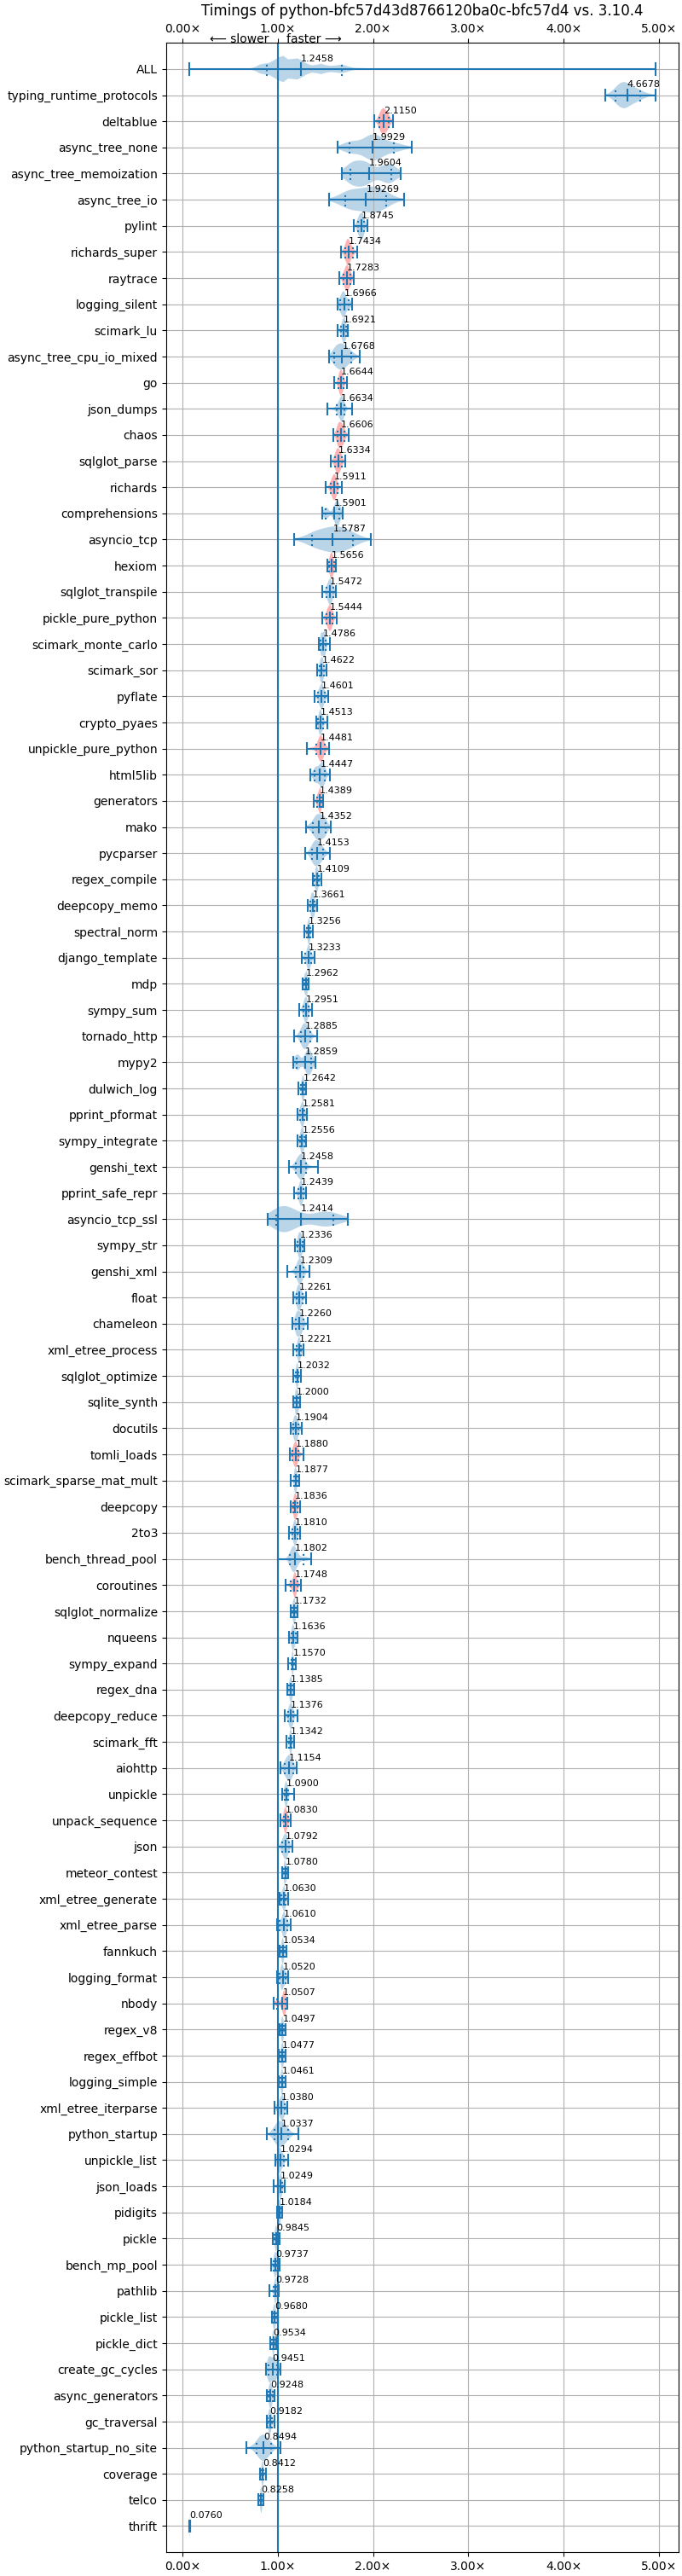 Timings of python-bfc57d43d8766120ba0c-bfc57d4 vs. 3.10.4
0.00× 1.00× 2.00× 3.00× 4.00× 5.00×
⟵ slower faster ⟶
ALL 1.2458
typing_runtime_protocols 4.6678
deltablue 2.1150
async_tree_none 1.9929
async_tree_memoization 1.9604
async_tree_io 1.9269
pylint 1.8745
richards_super 1.7434
raytrace 1.7283
logging_silent 1.6966
scimark_lu 1.6921
async_tree_cpu_io_mixed 1.6768
go 1.6644
json_dumps 1.6634
chaos 1.6606
sqlglot_parse 1.6334
richards 1.5911
comprehensions 1.5901
asyncio_tcp 1.5787
hexiom 1.5656
sqlglot_transpile 1.5472
pickle_pure_python 1.5444
scimark_monte_carlo 1.4786
scimark_sor 1.4622
pyflate 1.4601
crypto_pyaes 1.4513
unpickle_pure_python 1.4481
html5lib 1.4447
generators 1.4389
mako 1.4352
pycparser 1.4153
regex_compile 1.4109
deepcopy_memo 1.3661
spectral_norm 1.3256
django_template 1.3233
mdp 1.2962
sympy_sum 1.2951
tornado_http 1.2885
mypy2 1.2859
dulwich_log 1.2642
pprint_pformat 1.2581
sympy_integrate 1.2556
genshi_text 1.2458
pprint_safe_repr 1.2439
asyncio_tcp_ssl 1.2414
sympy_str 1.2336
genshi_xml 1.2309
float 1.2261
chameleon 1.2260
xml_etree_process 1.2221
sqlglot_optimize 1.2032
sqlite_synth 1.2000
docutils 1.1904
tomli_loads 1.1880
scimark_sparse_mat_mult 1.1877
deepcopy 1.1836
2to3 1.1810
bench_thread_pool 1.1802
coroutines 1.1748
sqlglot_normalize 1.1732
nqueens 1.1636
sympy_expand 1.1570
regex_dna 1.1385
deepcopy_reduce 1.1376
scimark_fft 1.1342
aiohttp 1.1154
unpickle 1.0900
unpack_sequence 1.0830
json 1.0792
meteor_contest 1.0780
xml_etree_generate 1.0630
xml_etree_parse 1.0610
fannkuch 1.0534
logging_format 1.0520
nbody 1.0507
regex_v8 1.0497
regex_effbot 1.0477
logging_simple 1.0461
xml_etree_iterparse 1.0380
python_startup 1.0337
unpickle_list 1.0294
json_loads 1.0249
pidigits 1.0184
pickle 0.9845
bench_mp_pool 0.9737
pathlib 0.9728
pickle_list 0.9680
pickle_dict 0.9534
create_gc_cycles 0.9451
async_generators 0.9248
gc_traversal 0.9182
python_startup_no_site 0.8494
coverage 0.8412
telco 0.8258
thrift 0.0760
0.00× 1.00× 2.00× 3.00× 4.00× 5.00×